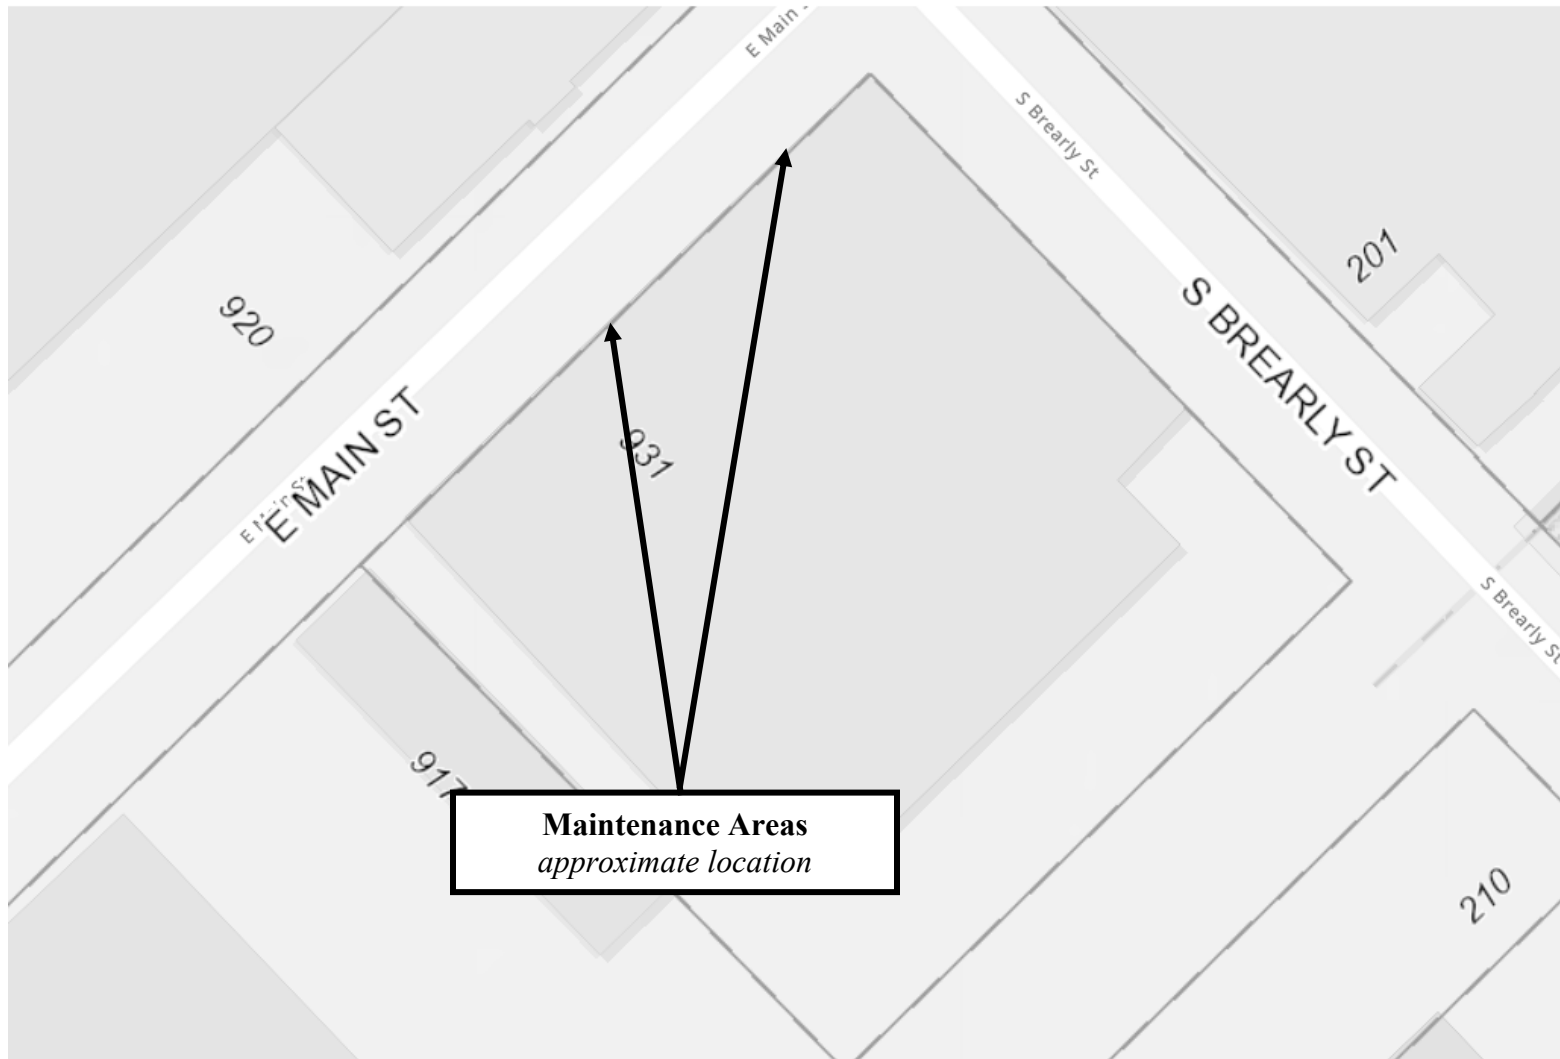 E Main
S Brearly St
201
920
S BREARLY ST
E MAIN ST
931
E Main St
S Brearly St
917
Maintenance Areas
approximate location
210